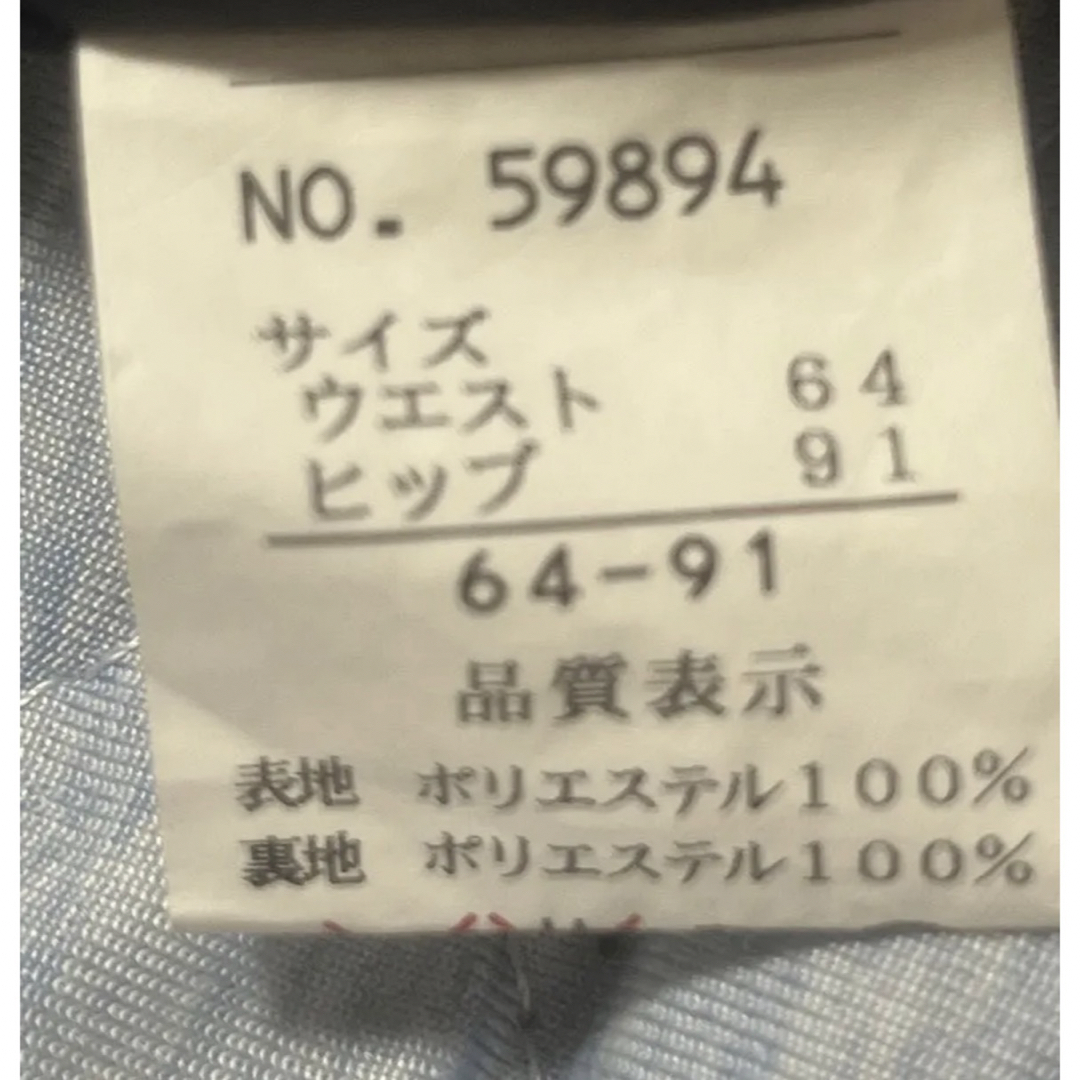 NO. 59894
サイズ
ウエスト 64
ヒップ 91
64-91
品質表示
表地 ポリエステル100%
裏地 ポリエステル100%